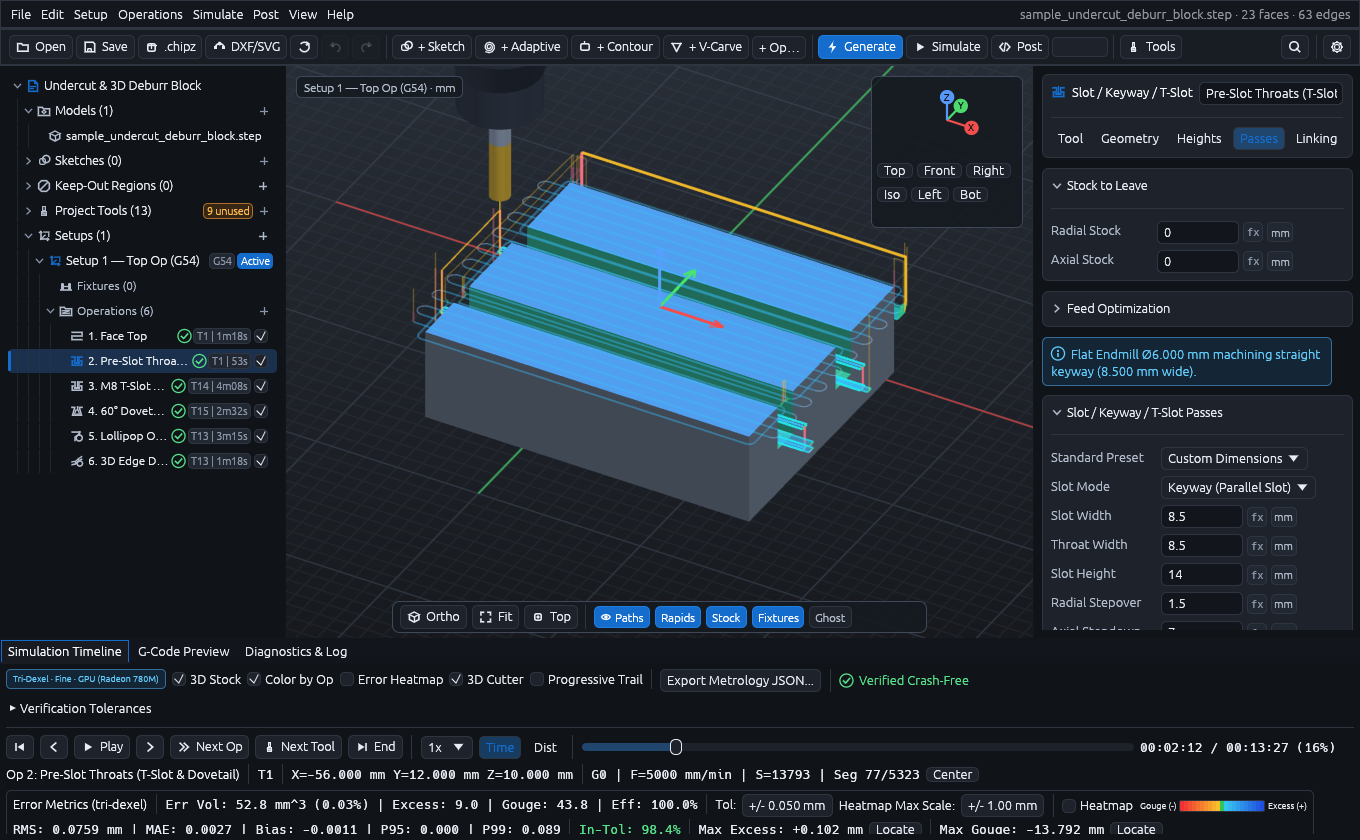 File Edit Setup Operations Simulate Post View Help
sample_undercut_deburr_block.step · 23 faces · 63 edges
Open Save .chipz DXF/SVG + Sketch + Adaptive + Contour + V-Carve + Op… Generate Simulate Post Tools
Undercut & 3D Deburr Block
Models (1) +
sample_undercut_deburr_block.step
Sketches (0) +
Keep-Out Regions (0) +
Project Tools (13) 9 unused +
Setups (1) +
Setup 1 — Top Op (G54) G54 Active
Fixtures (0)
Operations (6) +
1. Face Top T1 | 1m18s
2. Pre-Slot Throa… T1 | 53s
3. M8 T-Slot … T14 | 4m08s
4. 60° Dovet… T15 | 2m32s
5. Lollipop O… T13 | 3m15s
6. 3D Edge D… T13 | 1m18s
Setup 1 — Top Op (G54) · mm
Z
Y
X
Top Front Right
Iso Left Bot
Ortho Fit Top Paths Rapids Stock Fixtures Ghost
Slot / Keyway / T-Slot Pre-Slot Throats (T-Slot
Tool Geometry Heights Passes Linking
Stock to Leave
Radial Stock 0 fx mm
Axial Stock 0 fx mm
Feed Optimization
Flat Endmill Ø6.000 mm machining straight
keyway (8.500 mm wide).
Slot / Keyway / T-Slot Passes
Standard Preset Custom Dimensions
Slot Mode Keyway (Parallel Slot)
Slot Width 8.5 fx mm
Throat Width 8.5 fx mm
Slot Height 14 fx mm
Radial Stepover 1.5 fx mm
Simulation Timeline G-Code Preview Diagnostics & Log
Tri-Dexel · Fine · GPU (Radeon 780M) 3D Stock Color by Op Error Heatmap 3D Cutter Progressive Trail Export Metrology JSON... Verified Crash-Free
Verification Tolerances
Play Next Op Next Tool End 1x Time Dist 00:02:12 / 00:13:27 (16%)
Op 2: Pre-Slot Throats (T-Slot & Dovetail) T1 X=-56.000 mm Y=12.000 mm Z=10.000 mm G0 | F=5000 mm/min | S=13793 | Seg 77/5323 Center
Error Metrics (tri-dexel) Err Vol: 52.8 mm^3 (0.03%) | Excess: 9.0 | Gouge: 43.8 | Eff: 100.0% Tol: +/- 0.050 mm Heatmap Max Scale: +/- 1.00 mm Heatmap Gouge (-) Excess (+)
RMS: 0.0759 mm | MAE: 0.0027 | Bias: -0.0011 | P95: 0.000 | P99: 0.089 In-Tol: 98.4% Max Excess: +0.102 mm Locate Max Gouge: -13.792 mm Locate